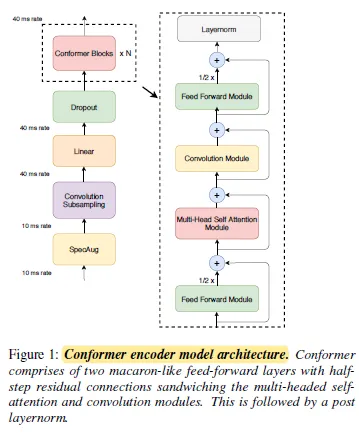 40 ms rate
Conformer Blocks
x N
Dropout
40 ms rate
Linear
40 ms rate
Convolution
Subsampling
10 ms rate
SpecAug
10 ms rate
Layernorm
+
1/2 x
Feed Forward Module
+
Convolution Module
+
Multi-Head Self Attention
Module
+
1/2 x
Feed Forward Module
Figure 1: Conformer encoder model architecture. Conformer
comprises of two macaron-like feed-forward layers with half-
step residual connections sandwiching the multi-headed self-
attention and convolution modules. This is followed by a post
layernorm.